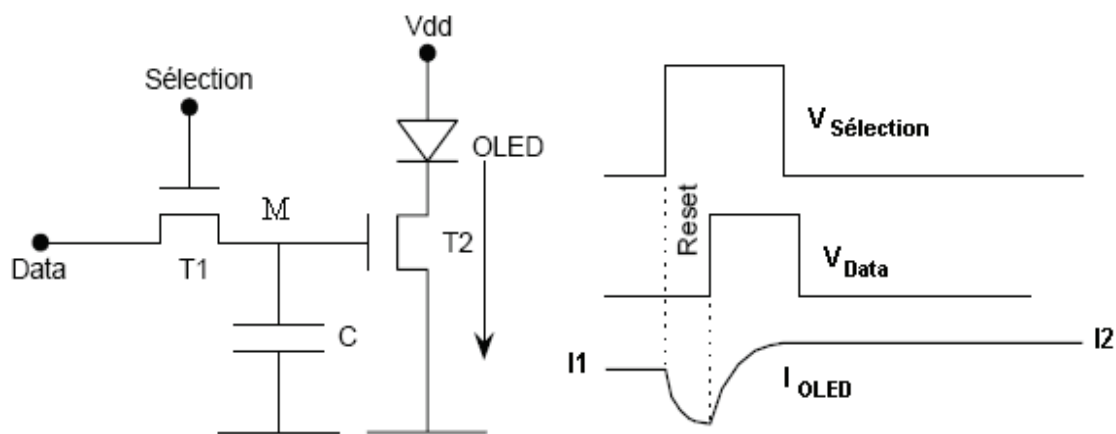 Vdd
Sélection
OLED
M
T2
Data
T1
C
V Sélection
Reset
V Data
I1
I2
I OLED